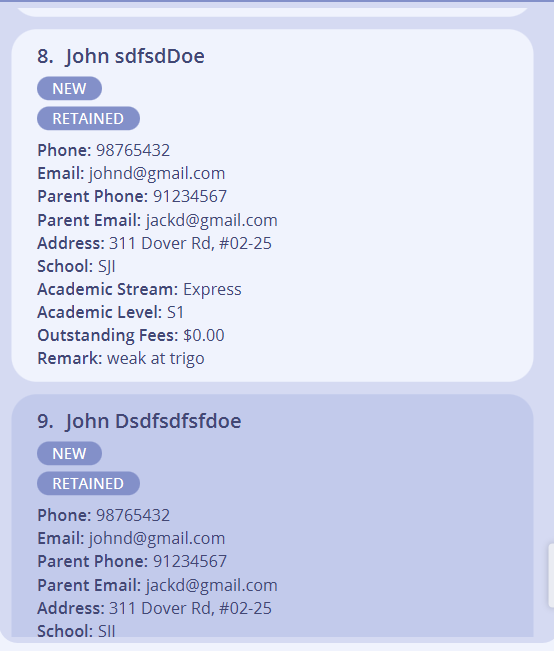 8. John sdfsdDoe
NEW
RETAINED
Phone: 98765432
Email: johnd@gmail.com
Parent Phone: 91234567
Parent Email: jackd@gmail.com
Address: 311 Dover Rd, #02-25
School: SJI
Academic Stream: Express
Academic Level: S1
Outstanding Fees: $0.00
Remark: weak at trigo
9. John Dsdfsdfsfdoe
NEW
RETAINED
Phone: 98765432
Email: johnd@gmail.com
Parent Phone: 91234567
Parent Email: jackd@gmail.com
Address: 311 Dover Rd, #02-25
School: SJI